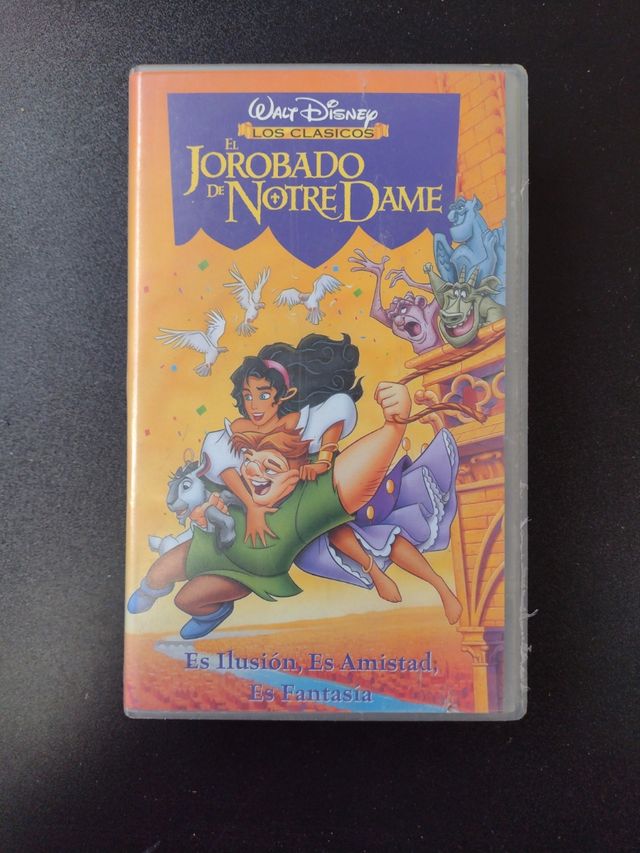 WALT DISNEY
LOS CLASICOS
EL
JOROBADO
DE NOTRE DAME
Es Ilusión, Es Amistad,
Es Fantasía